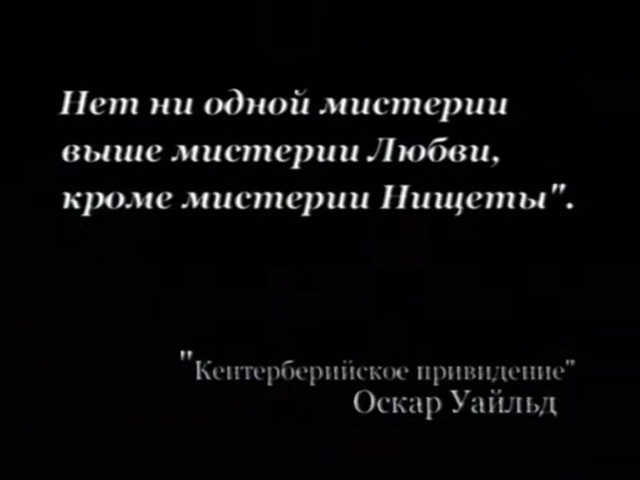 Нет ни одной мистерии
выше мистерии Любви,
кроме мистерии Нищеты".
"Кентерберийское привидение"
Оскар Уайльд